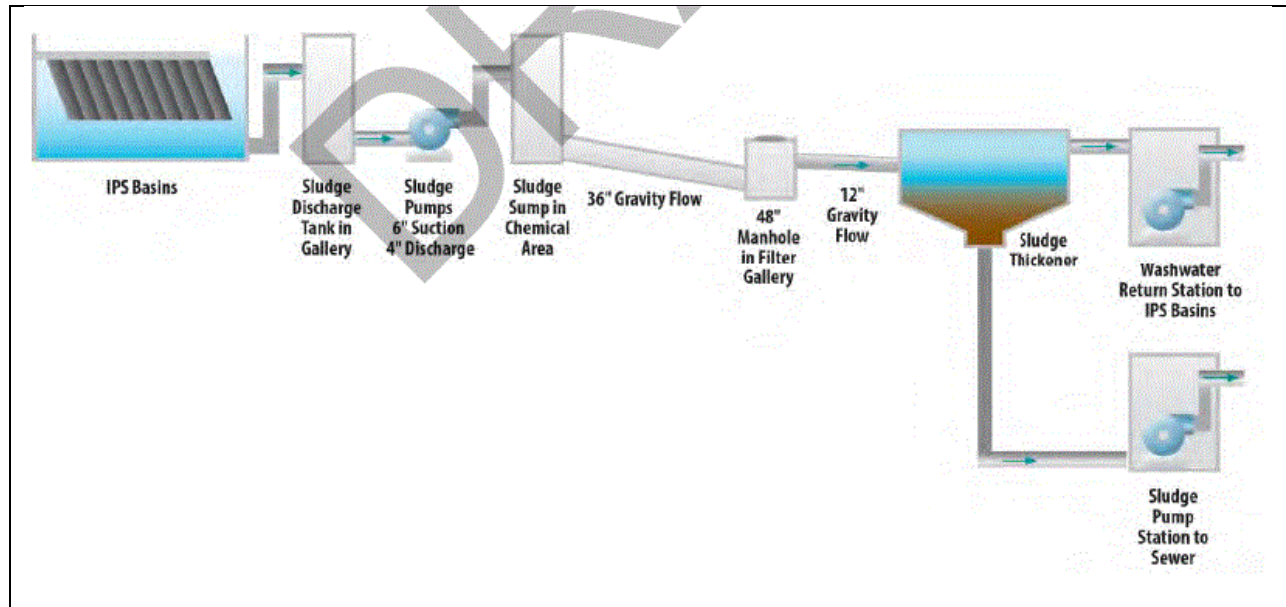 IPS Basins
Sludge
Discharge
Tank in
Gallery
Sludge
Pumps
6" Suction
4" Discharge
Sludge
Sump in
Chemical
Area
36" Gravity Flow
48"
Manhole
in Filter
Gallery
12"
Gravity
Flow
Sludge
Thickener
Washwater
Return Station to
IPS Basins
Sludge
Pump
Station to
Sewer